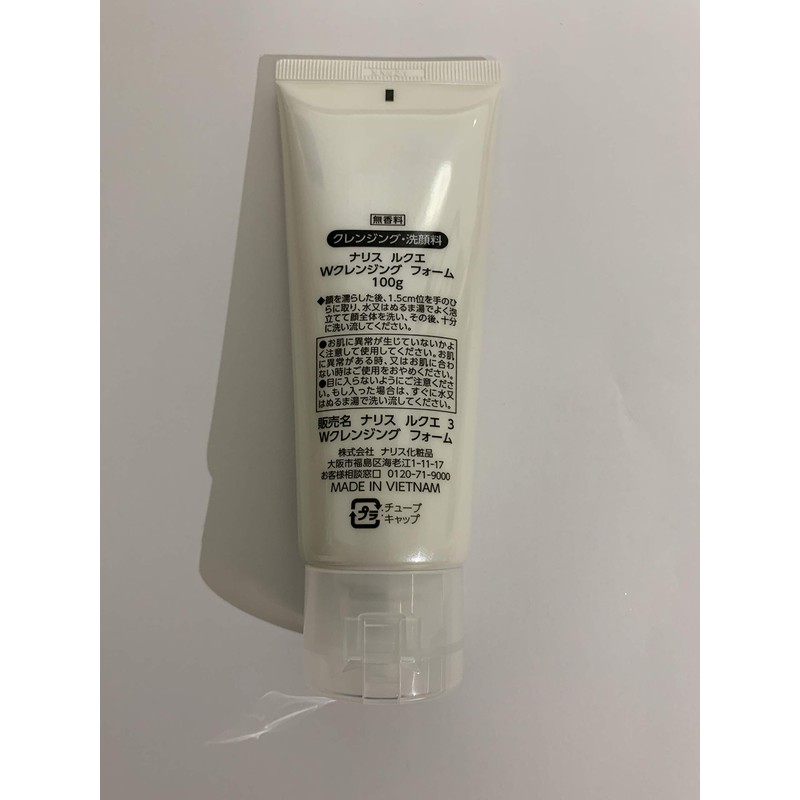 無香料
クレンジング・洗顔料
ナリス ルクエ
Wクレンジング フォーム
100g
◆顔を濡らした後、1.5cm位を手のひ
らに取り、水又はぬるま湯でよく泡
立てて顔全体を洗い、その後、十分
に洗い流してください。
●お肌に異常が生じていないかよ
く注意して使用してください。お肌
に異常がある時、又はお肌に合わ
ない時はご使用をおやめください。
●目に入らないようにご注意くださ
い。もし入った場合は、すぐに水又
はぬるま湯で洗い流してください。
販売名 ナリス ルクエ 3
Wクレンジング フォーム
株式会社 ナリス化粧品
大阪市福島区海老江1-11-17
お客様相談窓口 0120-71-9000
MADE IN VIETNAM
プラ :チューブ
キャップ